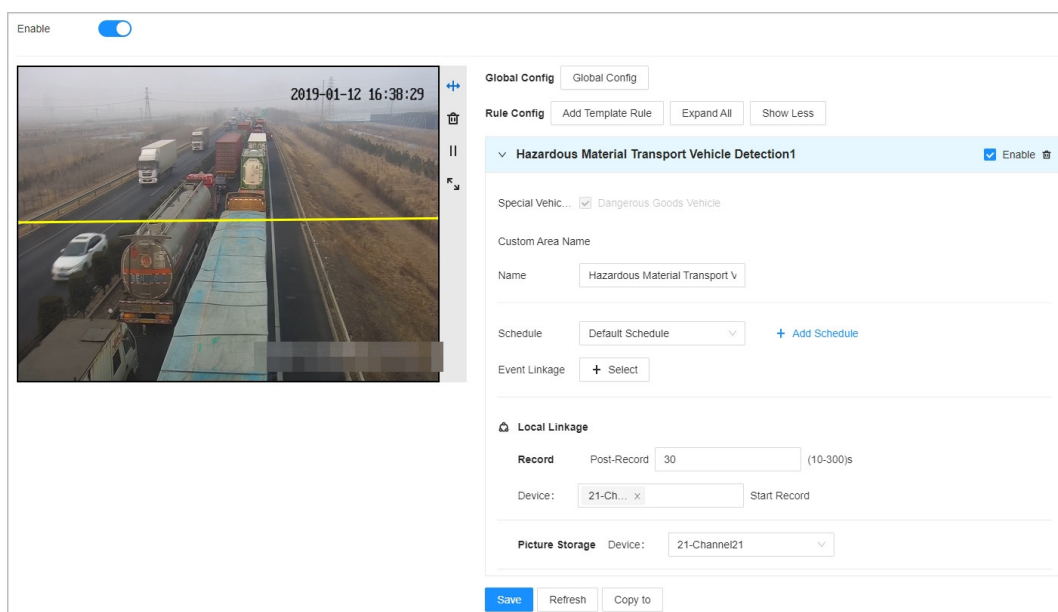 Enable
2019-01-12 16:38:29
Global Config Global Config
Rule Config Add Template Rule Expand All Show Less
Hazardous Material Transport Vehicle Detection1 Enable
Special Vehic... Dangerous Goods Vehicle
Custom Area Name
Name Hazardous Material Transport V
Schedule Default Schedule + Add Schedule
Event Linkage + Select
Local Linkage
Record Post-Record 30 (10-300)s
Device: 21-Ch... × Start Record
Picture Storage Device: 21-Channel21
Save Refresh Copy to